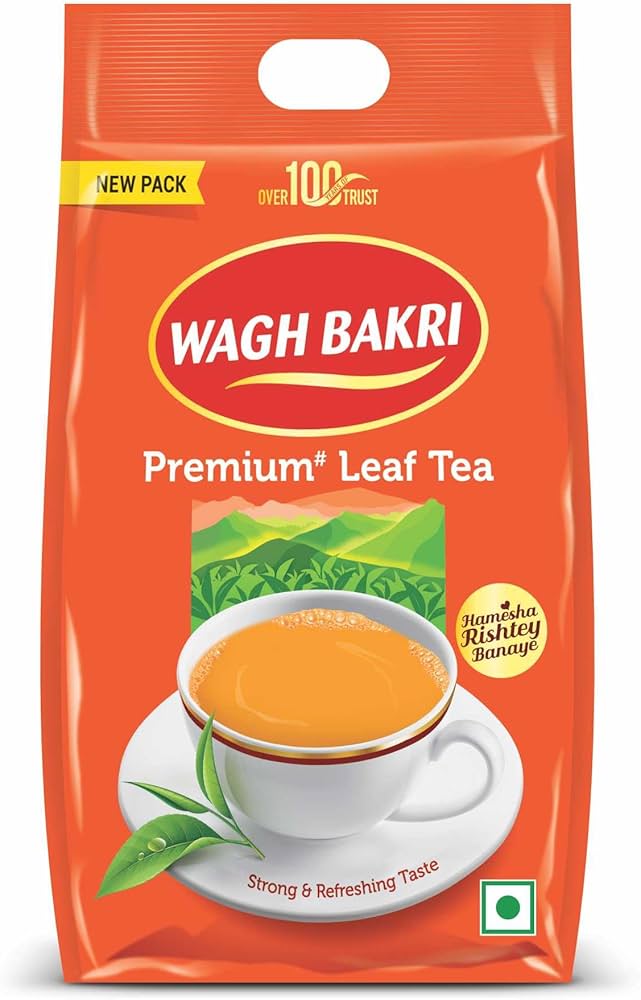 NEW PACK
OVER 100 YEARS OF TRUST
WAGH BAKRI
Premium# Leaf Tea
Hamesha
Rishtey
Banaye
Strong & Refreshing Taste